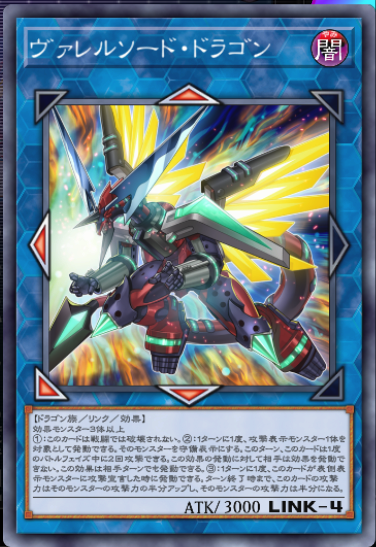 ヴァレルソード・ドラゴン
やみ
闇
【ドラゴン族／リンク／効果】
効果モンスター3体以上
①：このカードは戦闘では破壊されない。②：1ターンに1度、攻撃表示モンスター1体を
対象として発動できる。そのモンスターを守備表示にする。このターン、このカードは1度
のバトルフェイズ中に2回攻撃できる。この効果の発動に対して相手は効果を発動で
きない。この効果は相手ターンでも発動できる。③：1ターンに1度、このカードが表側表
示モンスターに攻撃宣言した時に発動できる。ターン終了時まで、このカードの攻撃
力はそのモンスターの攻撃力の半分アップし、そのモンスターの攻撃力は半分になる。
ATK/3000 LINK-4